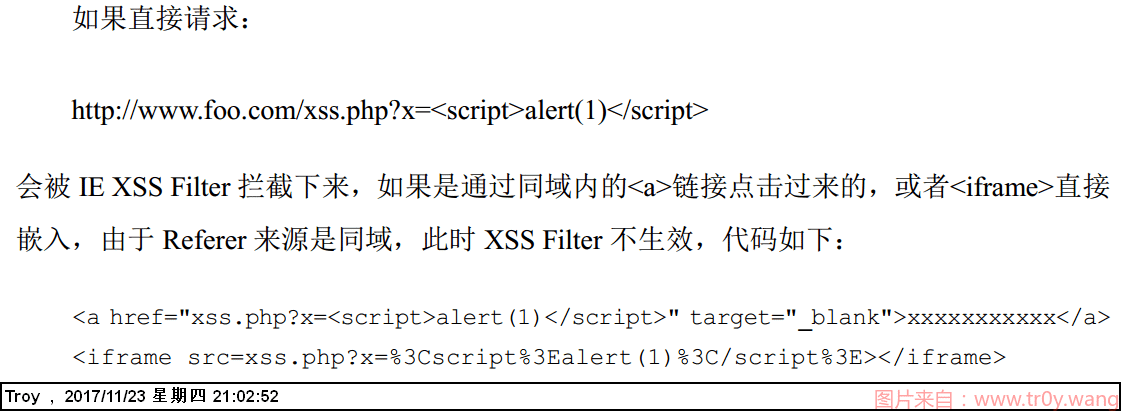 如果直接请求：
http://www.foo.com/xss.php?x=<script>alert(1)</script>
会被 IE XSS Filter 拦截下来，如果是通过同域内的<a>链接点击过来的，或者<iframe>直接
嵌入，由于 Referer 来源是同域，此时 XSS Filter 不生效，代码如下：
<a href="xss.php?x=<script>alert(1)</script>" target="_blank">xxxxxxxxxxx</a>
<iframe src=xss.php?x=%3Cscript%3Ealert(1)%3C/script%3E></iframe>
Troy ，2017/11/23 星期四 21:02:52
图片来自：www.tr0y.wang